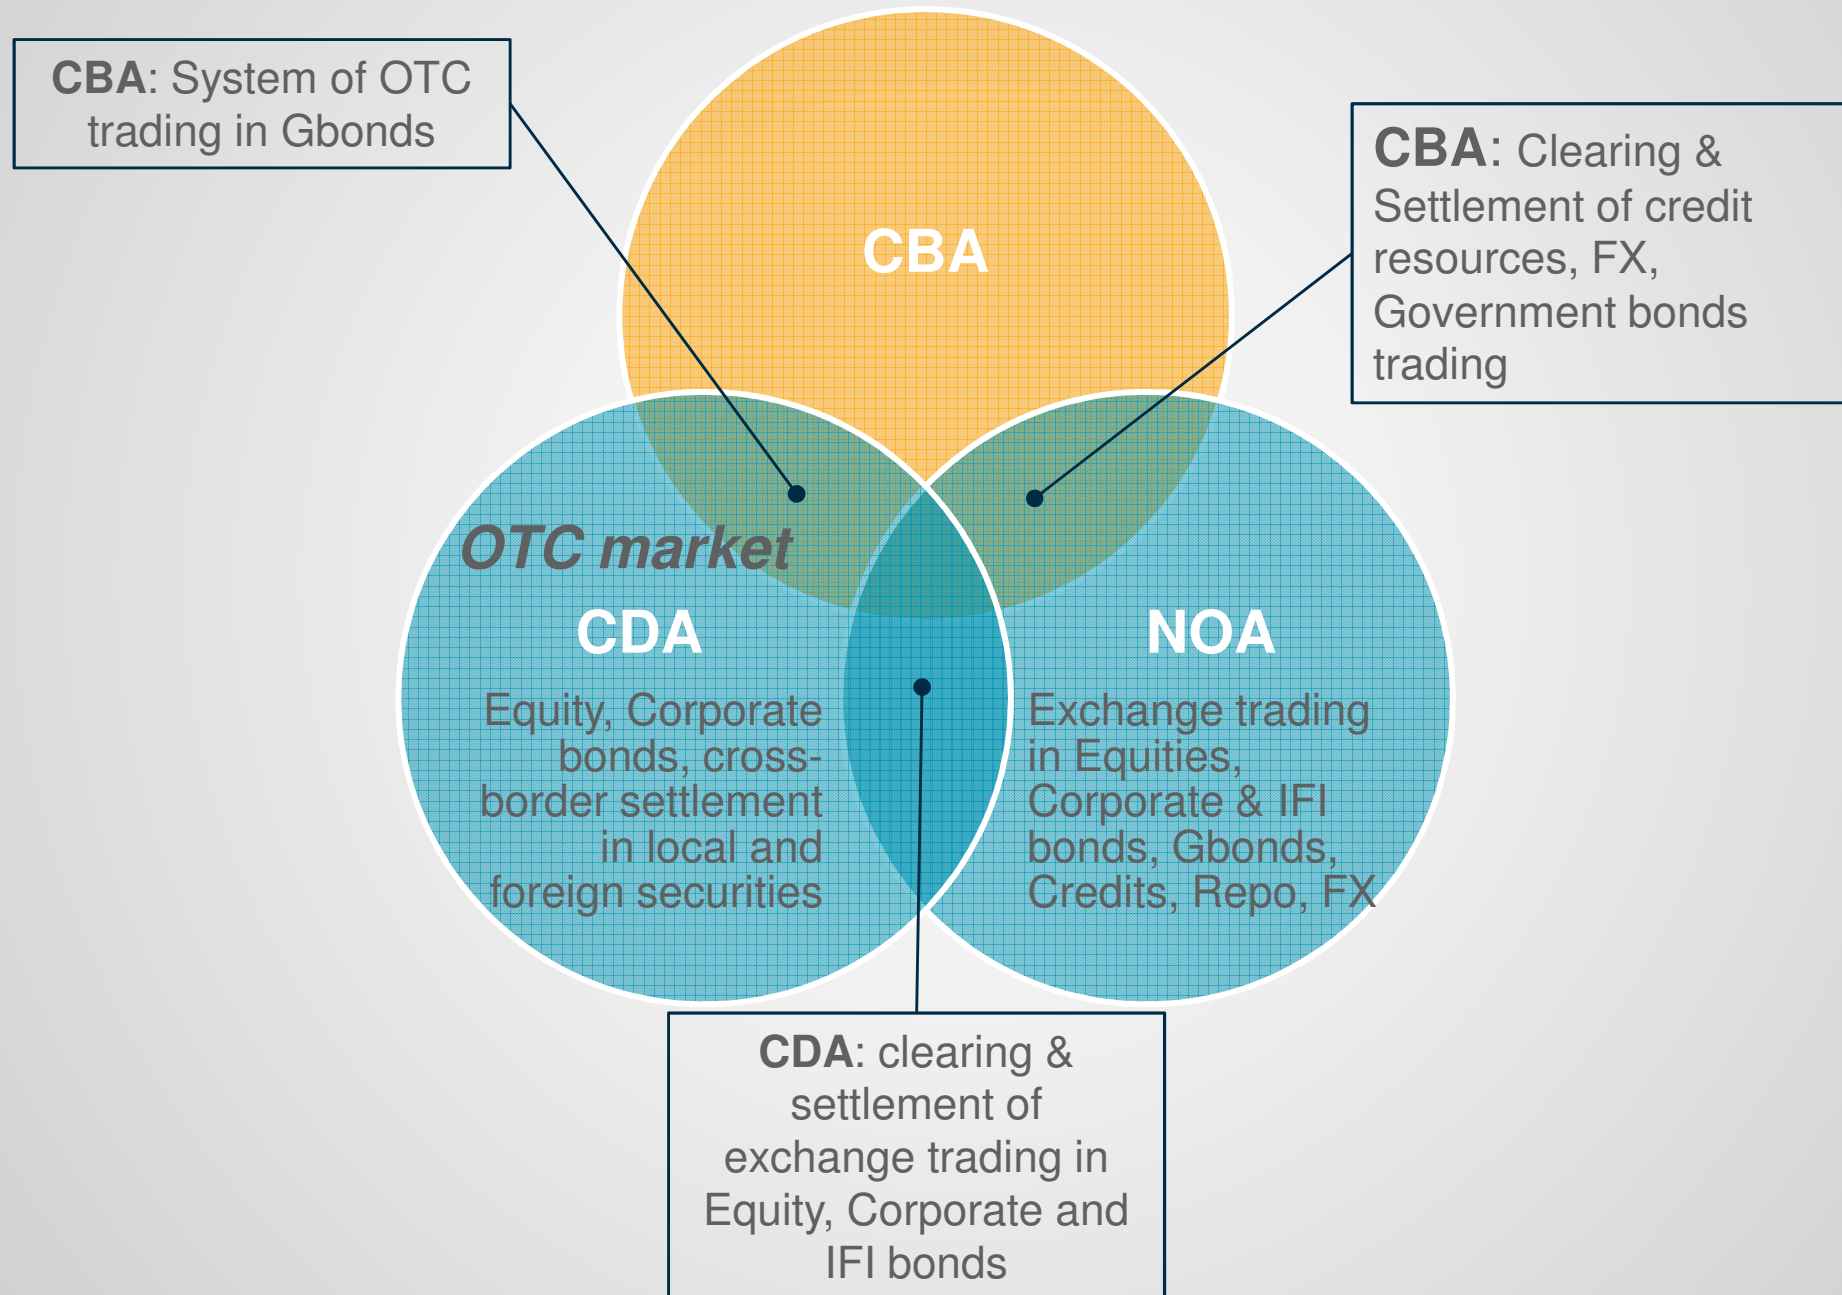 CBA: System of OTC
trading in Gbonds
CBA: Clearing &
Settlement of credit
resources, FX,
Government bonds
trading
CBA
OTC market
CDA
Equity, Corporate
bonds, cross-
border settlement
in local and
foreign securities
NOA
Exchange trading
in Equities,
Corporate & IFI
bonds, Gbonds,
Credits, Repo, FX
CDA: clearing &
settlement of
exchange trading in
Equity, Corporate and
IFI bonds